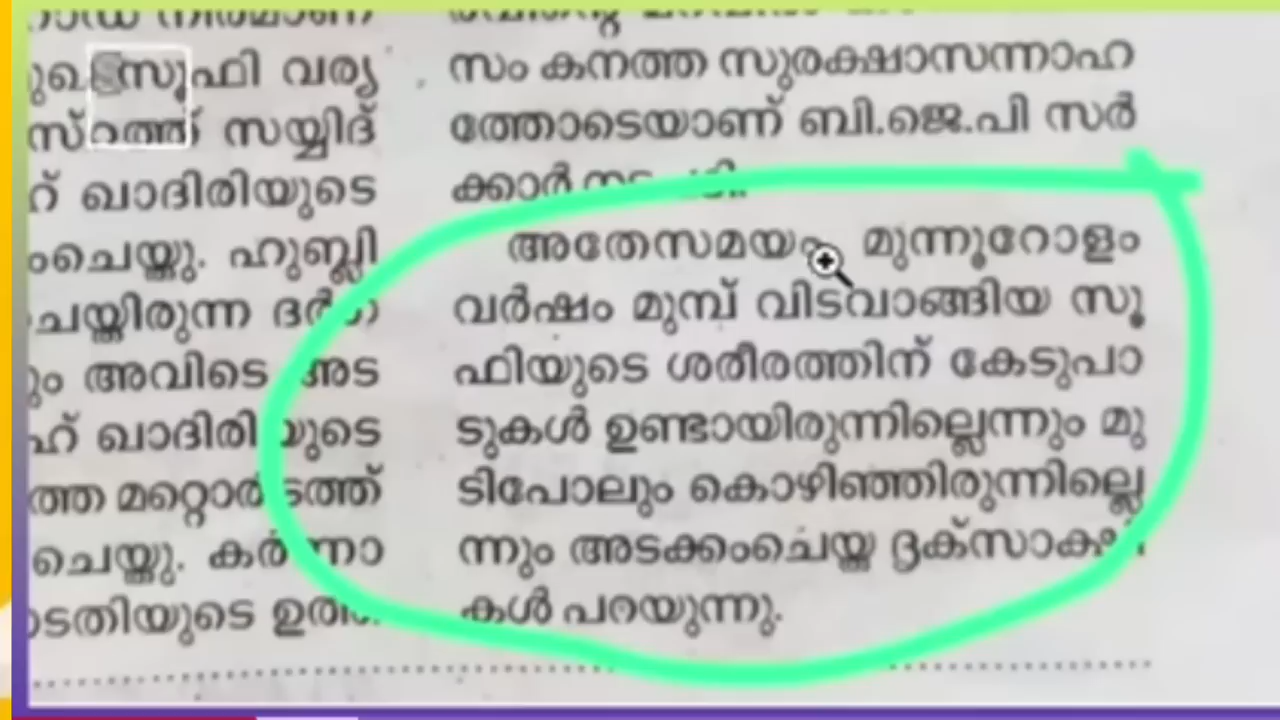 സൂഫി വര്യ
സയ്യിദ്
ഖാദിരിയുടെ
ചെയ്തു. ഹുബ്ലി
ചെയ്തിരുന്ന ദർഗ
അവിടെ അട
ഖാദിരിയുടെ
മറ്റൊരിടത്ത്
ചെയ്തു. കർണാ
സം കനത്ത സുരക്ഷാസന്നാഹ
ത്തോടെയാണ് ബി.ജെ.പി സർ
ക്കാർ
അതേസമയം മുന്നൂറോളം
വർഷം മുമ്പ് വിടവാങ്ങിയ സൂ
ഫിയുടെ ശരീരത്തിന് കേടുപാ
ടുകൾ ഉണ്ടായിരുന്നില്ലെന്നും മു
ടിപോലും കൊഴിഞ്ഞിരുന്നില്ലെ
ന്നും അടക്കംചെയ്ത ദൃക്സാക്ഷി
കൾ പറയുന്നു.